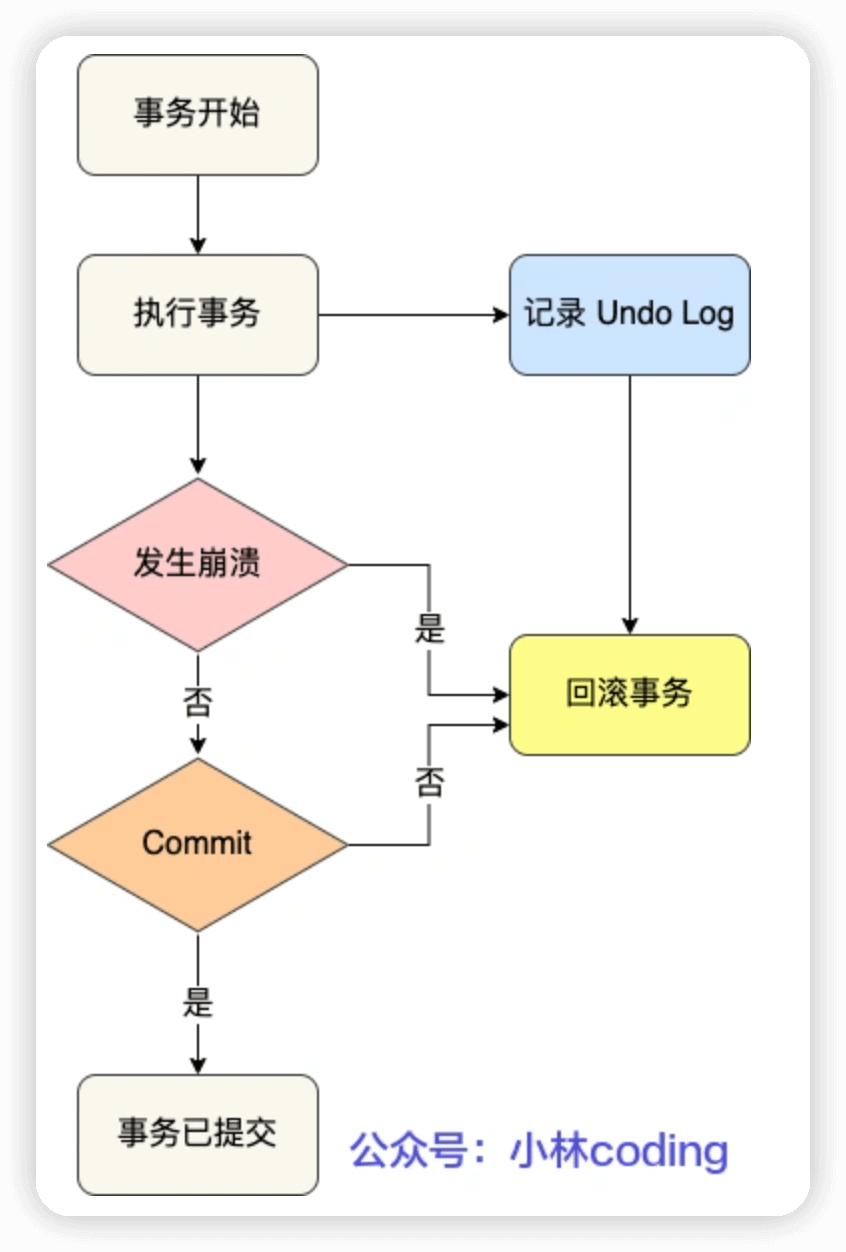 事务开始
执行事务
记录 Undo Log
发生崩溃
是
否
回滚事务
否
Commit
是
事务已提交
公众号：小林coding